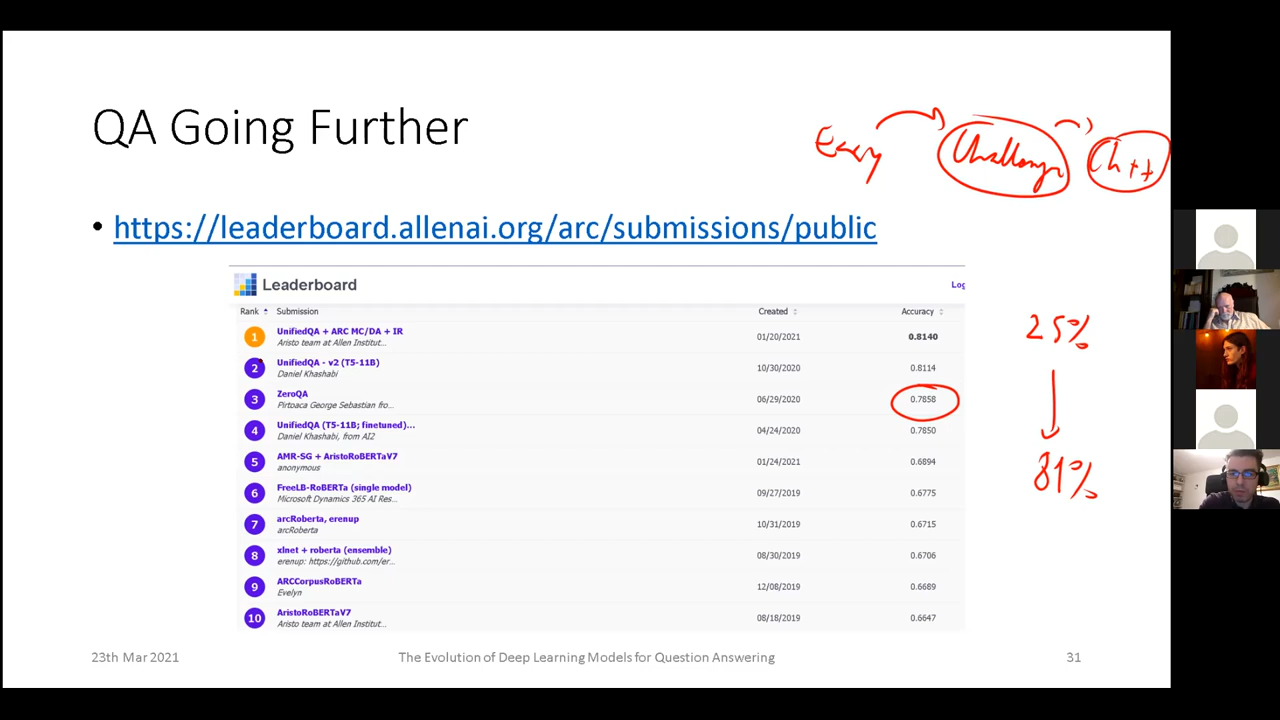 QA Going Further
Easy
Challenge
Ch++
• https://leaderboard.allenai.org/arc/submissions/public
Leaderboard
Log
Rank Submission Created Accuracy
1 UnifiedQA + ARC MC/DA + IR 01/20/2021 0.8140
Aristo team at Allen Institut...
2 UnifiedQA - v2 (T5-11B) 10/30/2020 0.8114
Daniel Khashabi
3 ZeroQA 06/29/2020 0.7858
Pirtoaca George Sebastian fro...
4 UnifiedQA (T5-11B; finetuned)... 04/24/2020 0.7850
Daniel Khashabi, from AI2
5 AMR-SG + AristoRoBERTaV7 01/24/2021 0.6894
anonymous
6 FreeLB-RoBERTa (single model) 09/27/2019 0.6775
Microsoft Dynamics 365 AI Res...
7 arcRoberta, erenup 10/31/2019 0.6715
arcRoberta
8 xlnet + roberta (ensemble) 08/30/2019 0.6706
erenup: https://github.com/er...
9 ARCCorpusRoBERTa 12/08/2019 0.6689
Evelyn
10 AristoRoBERTaV7 08/18/2019 0.6647
Aristo team at Allen Institut...
25%
81%
23th Mar 2021
The Evolution of Deep Learning Models for Question Answering
31